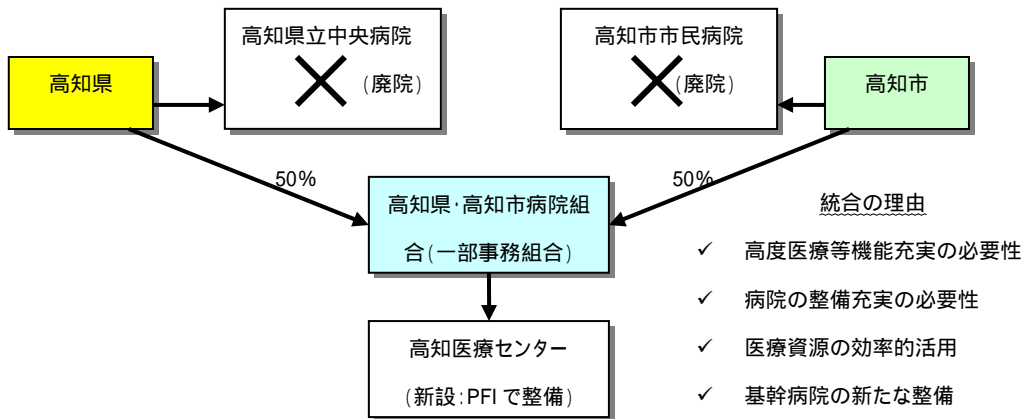 高知県立中央病院
(廃院)
高知市市民病院
(廃院)
高知県
高知市
50%
50%
高知県・高知市病院組
合(一部事務組合)
高知医療センター
(新設:PFIで整備)
統合の理由
✓ 高度医療等機能充実の必要性
✓ 病院の整備充実の必要性
✓ 医療資源の効率的活用
✓ 基幹病院の新たな整備